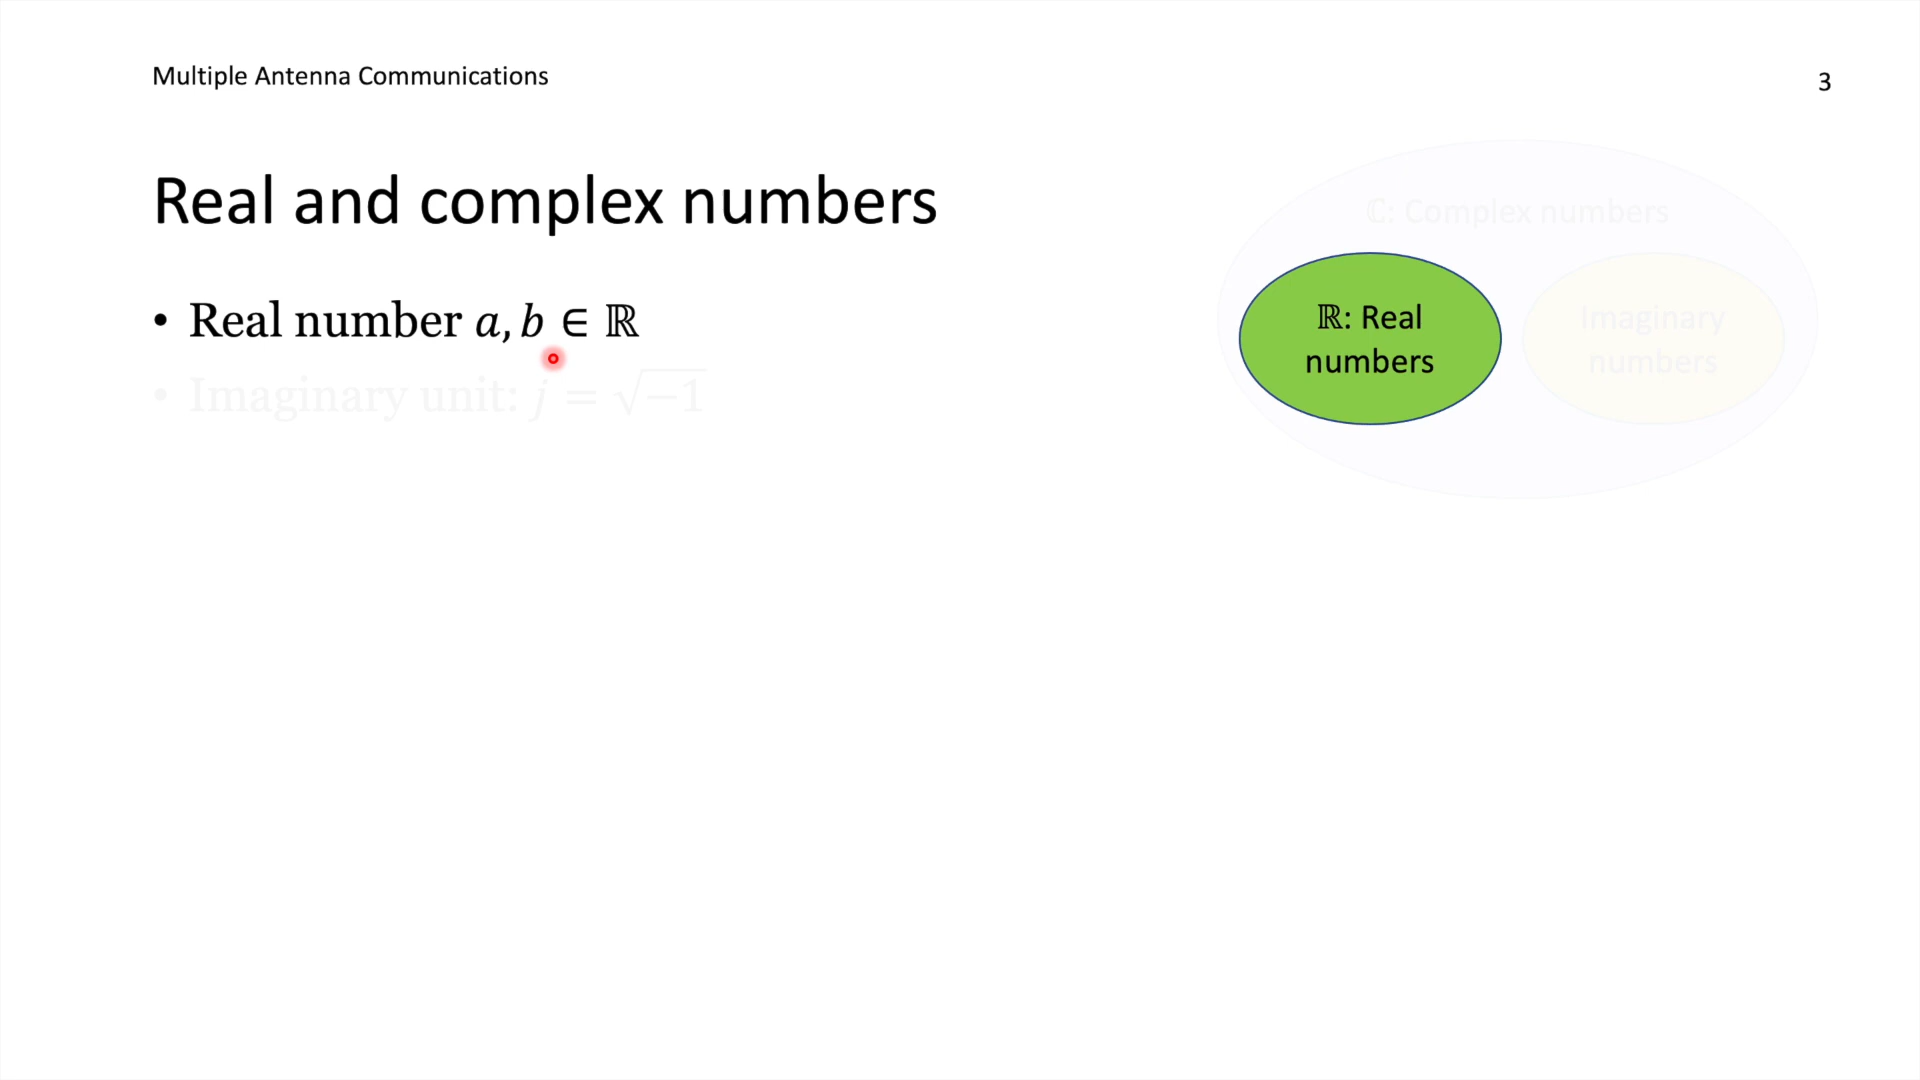 Multiple Antenna Communications
3
Real and complex numbers
• Real number a, b ∈ ℝ
• Imaginary unit: j = √−1
ℂ: Complex numbers
ℝ: Real
numbers
Imaginary
numbers